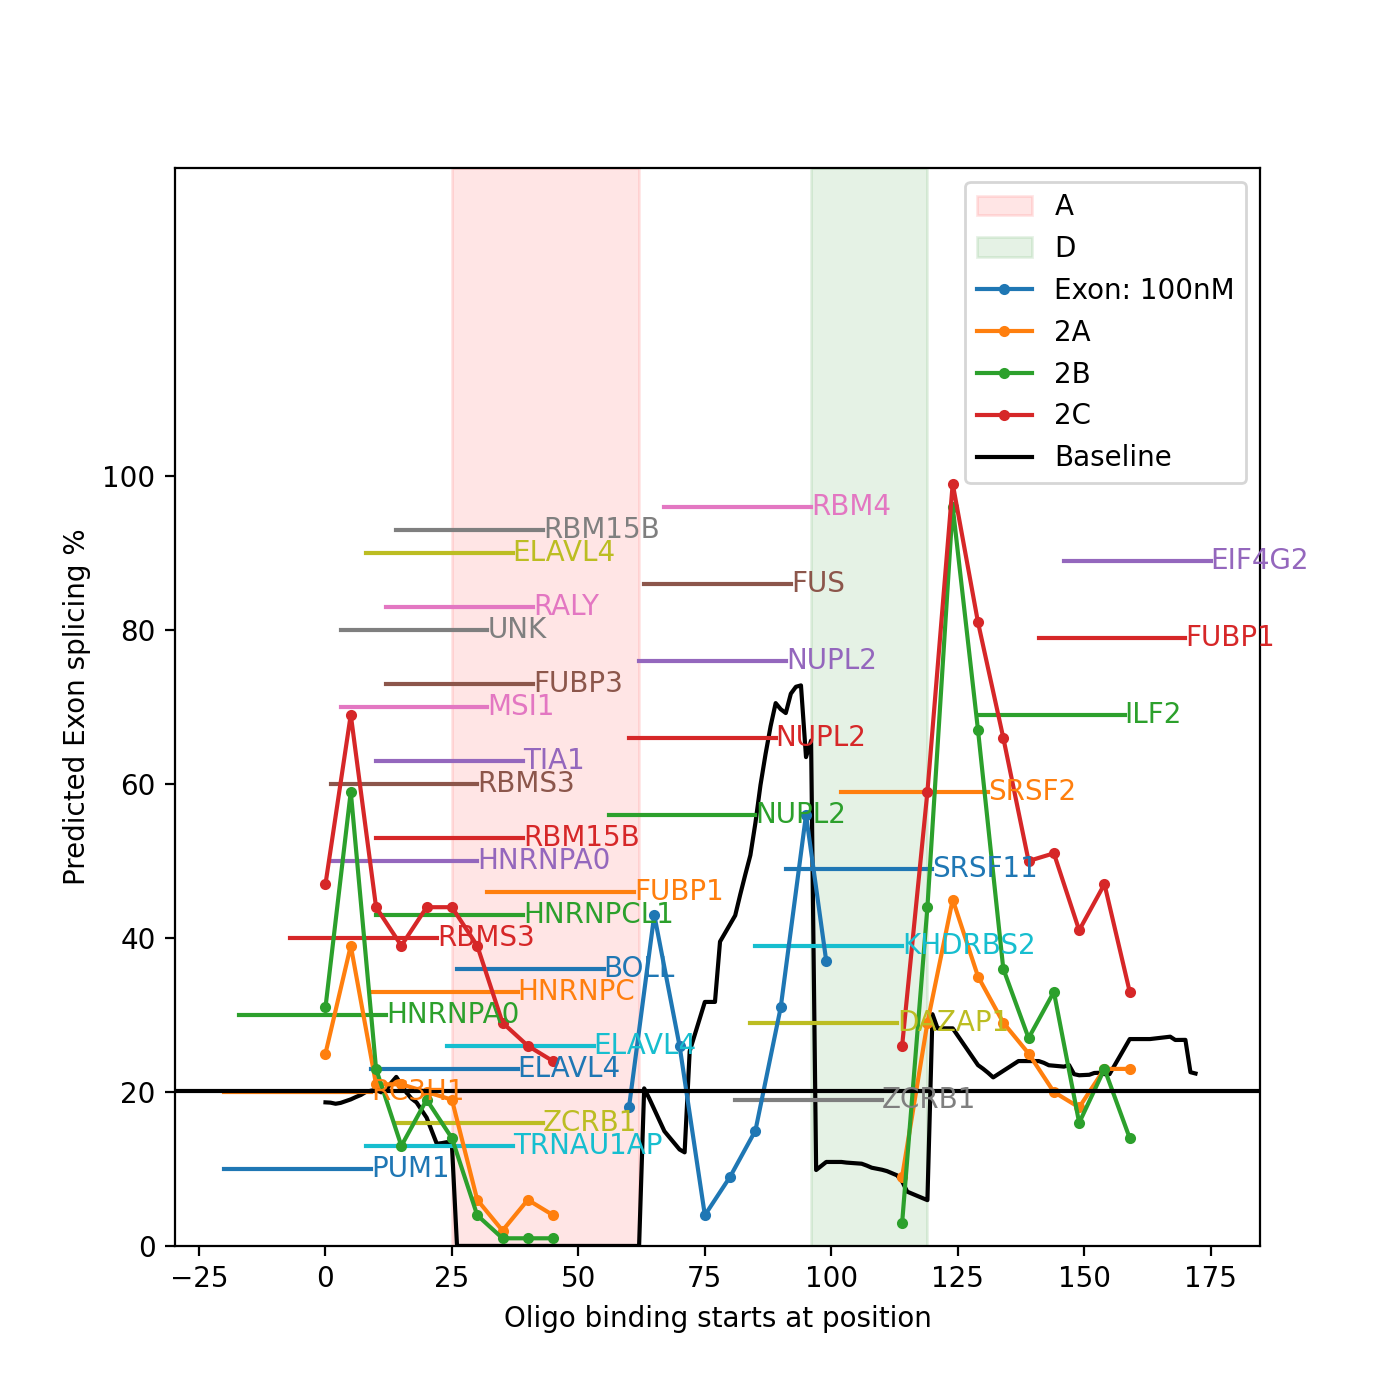 A
D
Exon: 100nM
2A
2B
2C
Baseline
Predicted Exon splicing %
100
80
60
40
20
0
RBM4
RBM15B
ELAVL4
EIF4G2
FUS
RALY
UNK
FUBP1
NUPL2
FUBP3
MSI1
ILF2
NUPL2
TIA1
RBMS3
SRSF2
NUPL2
RBM15B
HNRNPA0
SRSF11
FUBP1
HNRNPCL1
RBMS3
KHDRBS2
BOLL
HNRNPC
HNRNPA0
DAZAP1
ELAVL4
ELAVL4
RC3H1
ZCRB1
ZCRB1
TRNAU1AP
PUM1
−25
0
25
50
75
100
125
150
175
Oligo binding starts at position